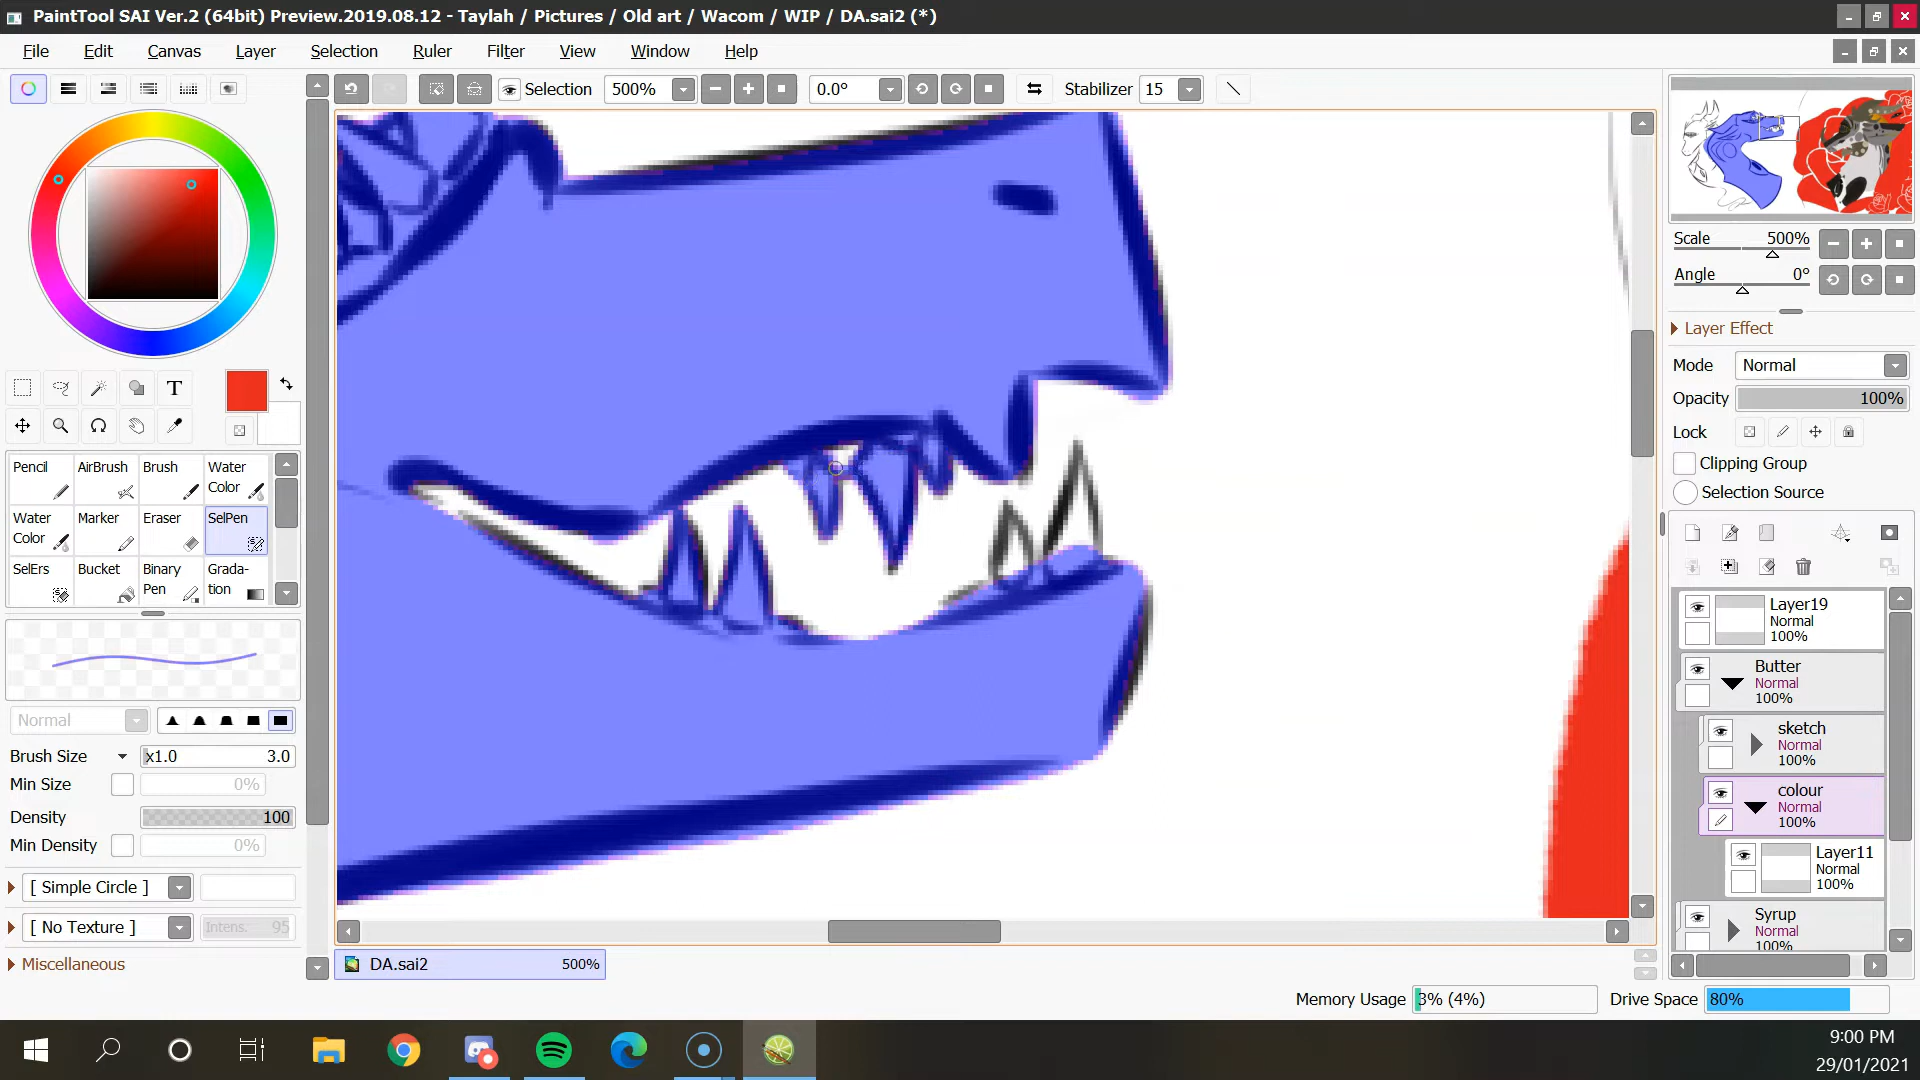 PaintTool SAI Ver.2 (64bit) Preview.2019.08.12 - Taylah / Pictures / Old art / Wacom / WIP / DA.sai2 (*)
File Edit Canvas Layer Selection Ruler Filter View Window Help
Selection 500% 0.0° Stabilizer 15
Scale 500%
Angle 0°
Layer Effect
Mode Normal
Opacity 100%
Lock
Clipping Group
Selection Source
T
Pencil AirBrush Brush Water Color
Water Color Marker Eraser SelPen
SelErs Bucket Binary Pen Grada-tion
Normal
Brush Size x1.0 3.0
Min Size 0%
Density 100
Min Density 0%
[ Simple Circle ]
[ No Texture ] Intens. 95
Miscellaneous
Layer19
Normal
100%
Butter
Normal
100%
sketch
Normal
100%
colour
Normal
100%
Layer11
Normal
100%
Syrup
Normal
100%
DA.sai2 500%
Memory Usage 3% (4%) Drive Space 80%
9:00 PM
29/01/2021